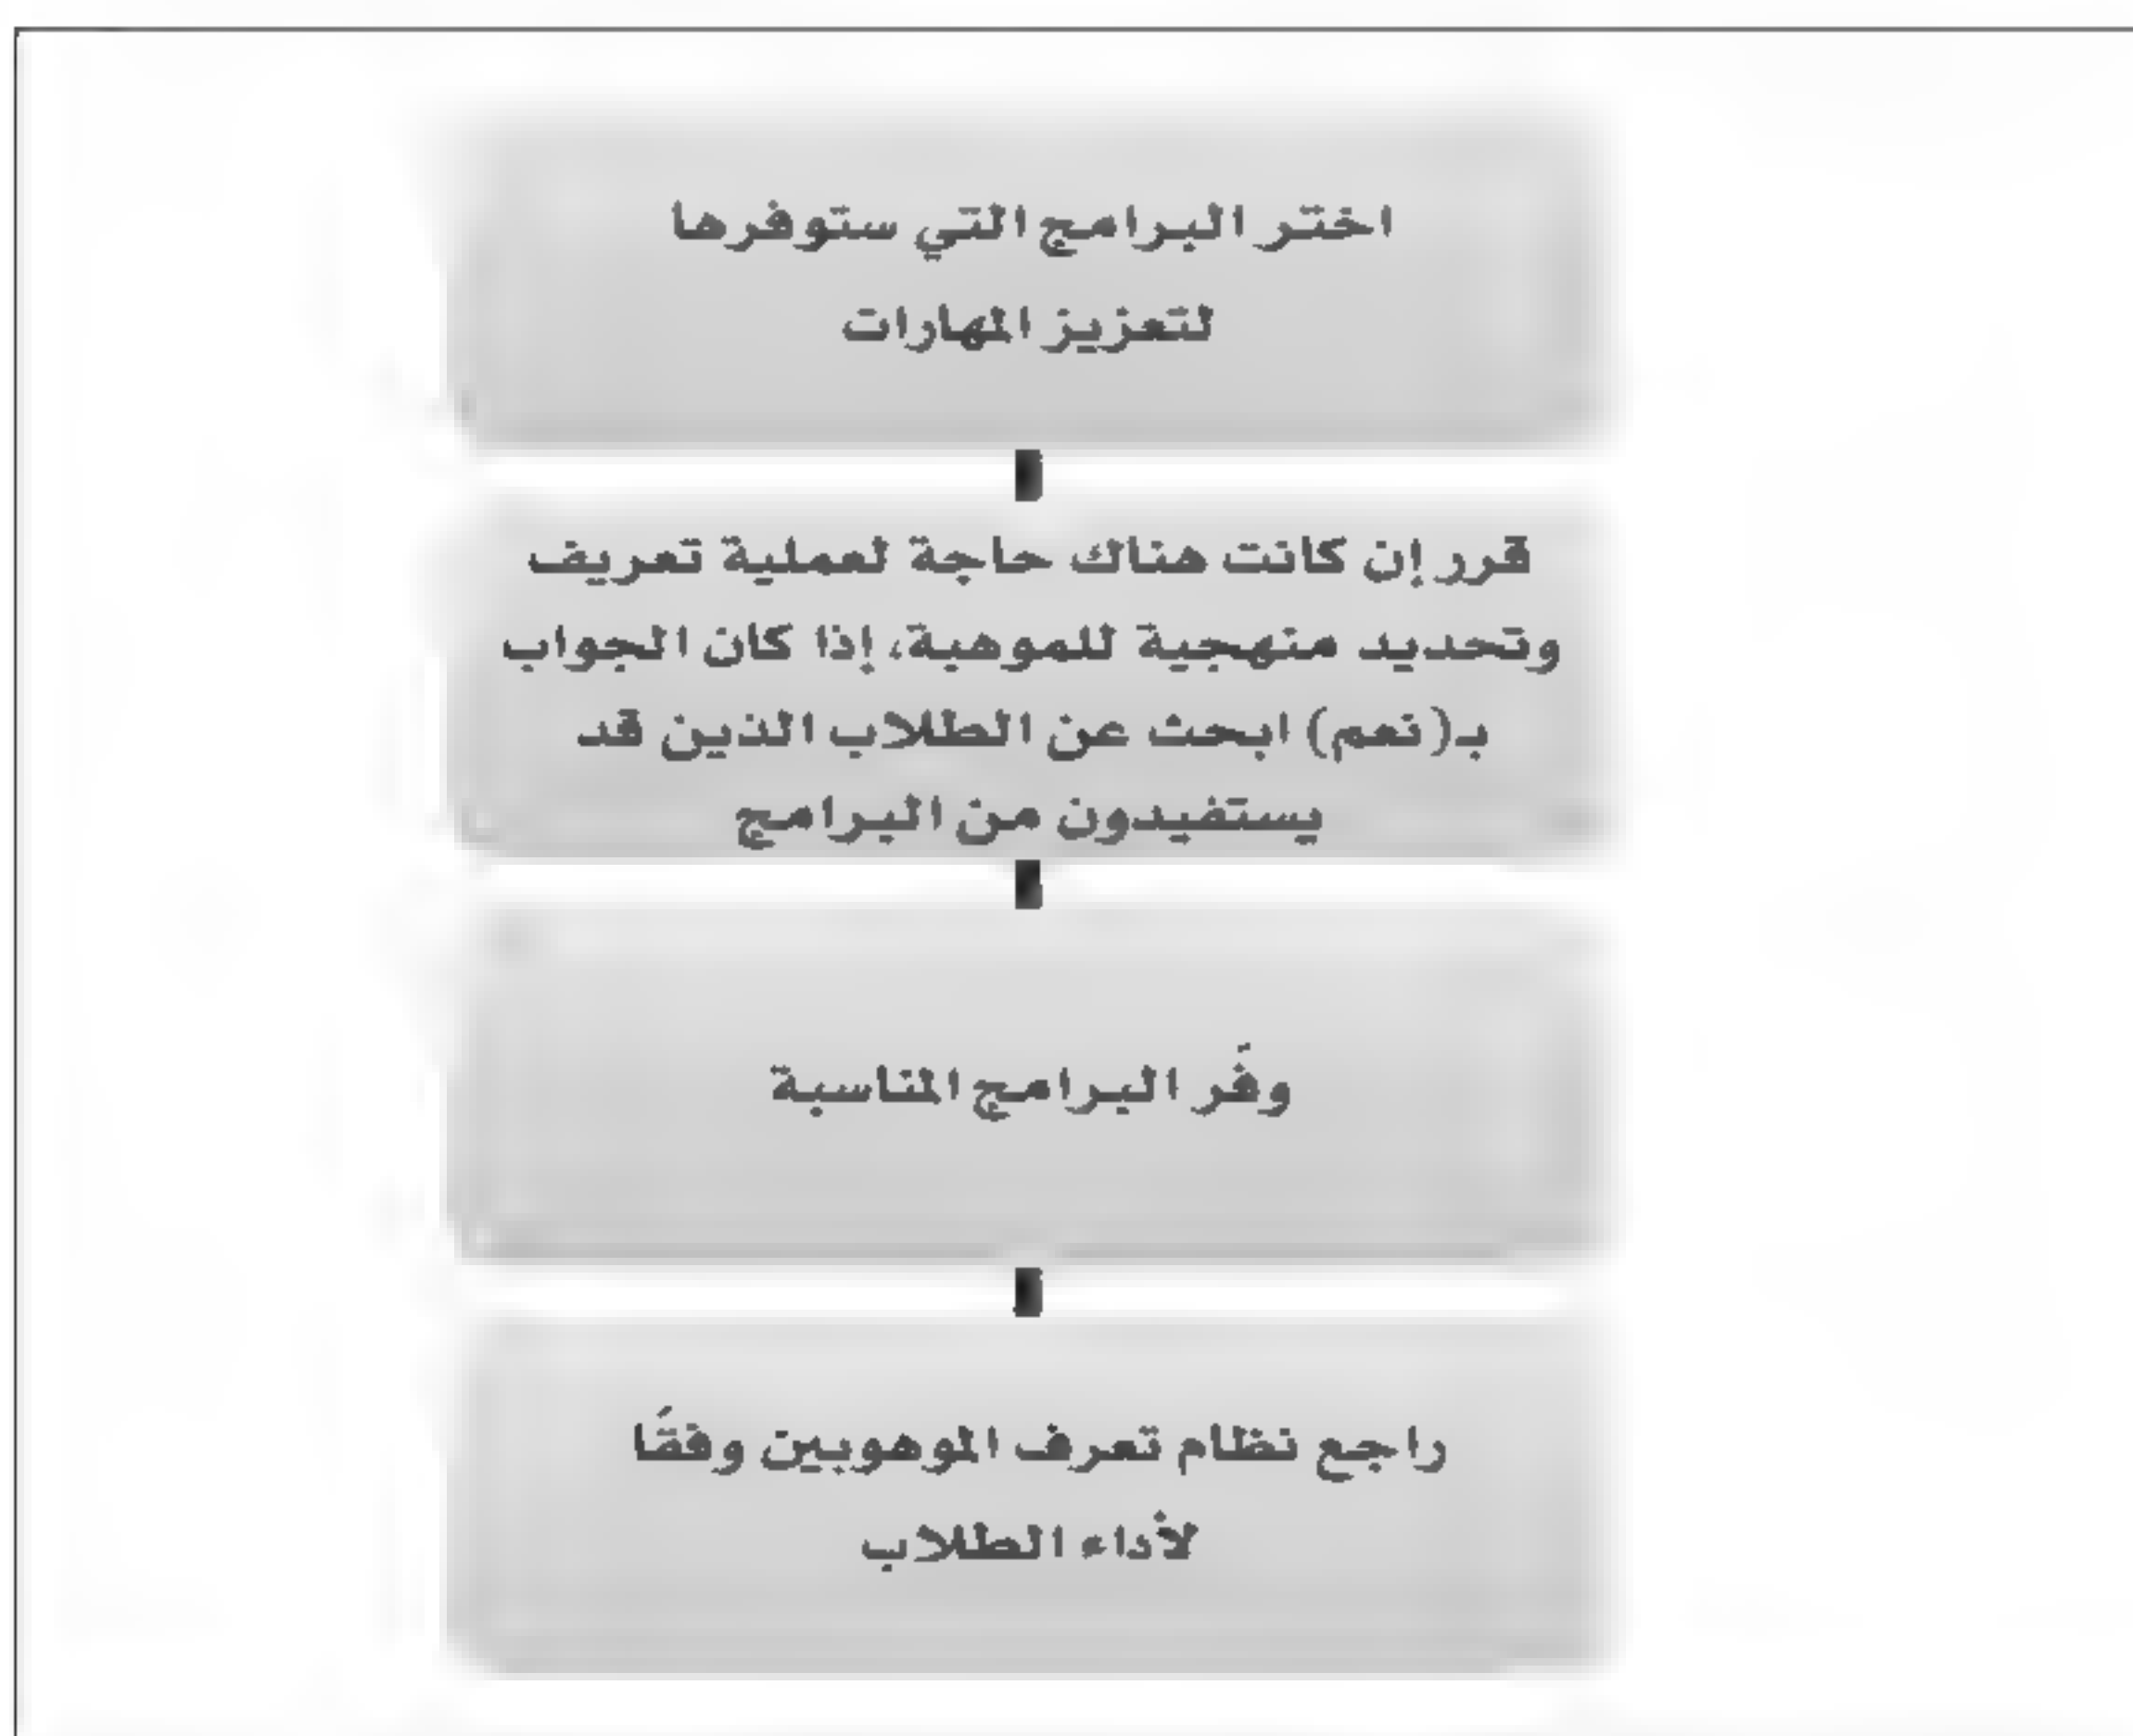 اختر البرامج التي ستوفرها
لتعزيز المهارات
قرر إن كانت هناك حاجة لعملية تعريف
وتحديد منهجية للموهبة، إذا كان الجواب
بـ(نعم) ابحث عن الطلاب الذين قد
يستفيدون من البرامج
وفَّر البرامج المناسبة
راجع نظام تعرف الموهوبين وفقًا
لأداء الطلاب